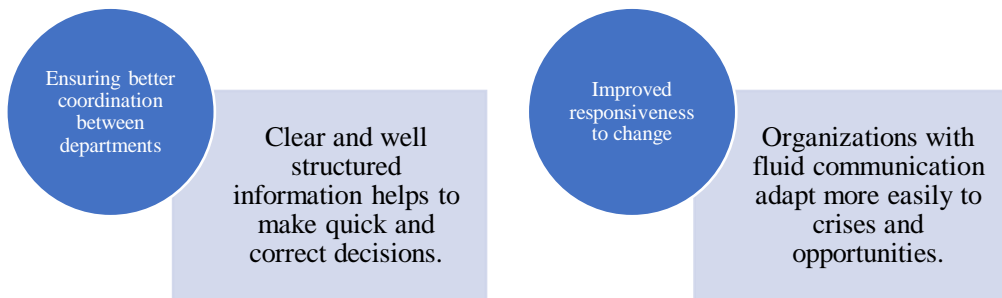 Ensuring better
coordination
between
departments
Clear and well
structured
information helps to
make quick and
correct decisions.
Improved
responsiveness
to change
Organizations with
fluid communication
adapt more easily to
crises and
opportunities.